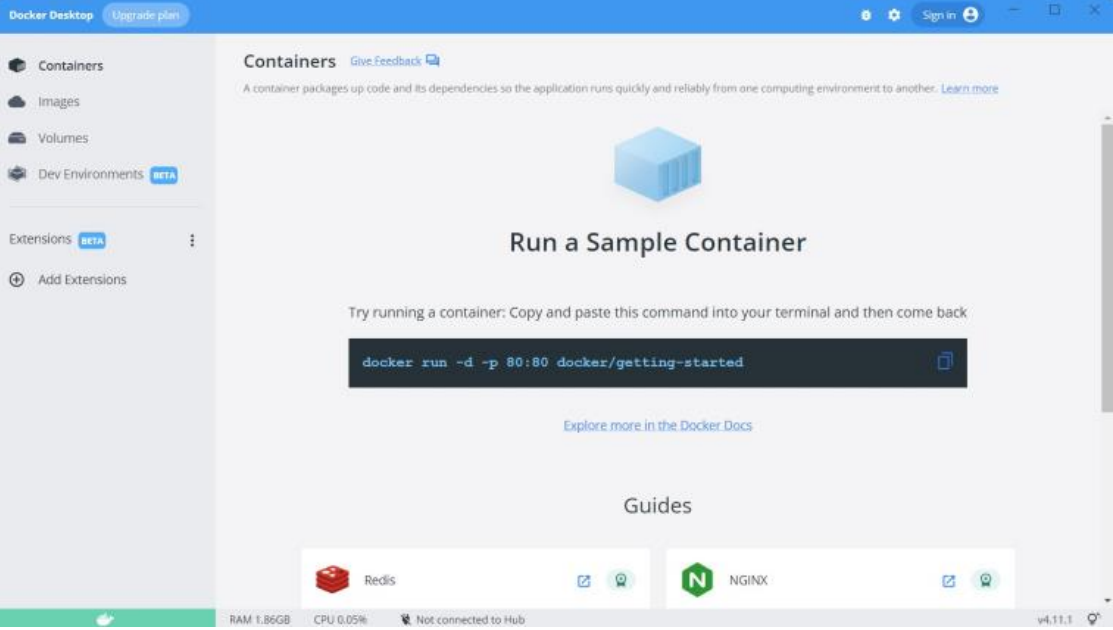 Docker Desktop Upgrade plan Sign in
Containers
Images
Volumes
Dev Environments BETA
Extensions BETA
Add Extensions
Containers Give Feedback
A container packages up code and its dependencies so the application runs quickly and reliably from one computing environment to another. Learn more
Run a Sample Container
Try running a container: Copy and paste this command into your terminal and then come back
docker run -d -p 80:80 docker/getting-started
Explore more in the Docker Docs
Guides
Redis
NGINX
RAM 1.86GB CPU 0.05% Not connected to Hub v4.11.1